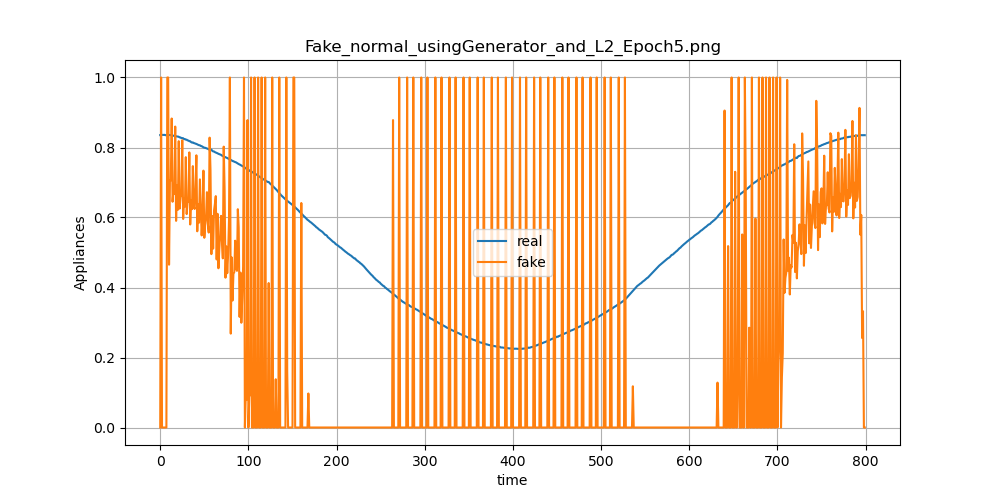 Fake_normal_usingGenerator_and_L2_Epoch5.png
1.0
0.8
0.6
0.4
0.2
0.0
Appliances
real
fake
0 100 200 300 400 500 600 700 800
time